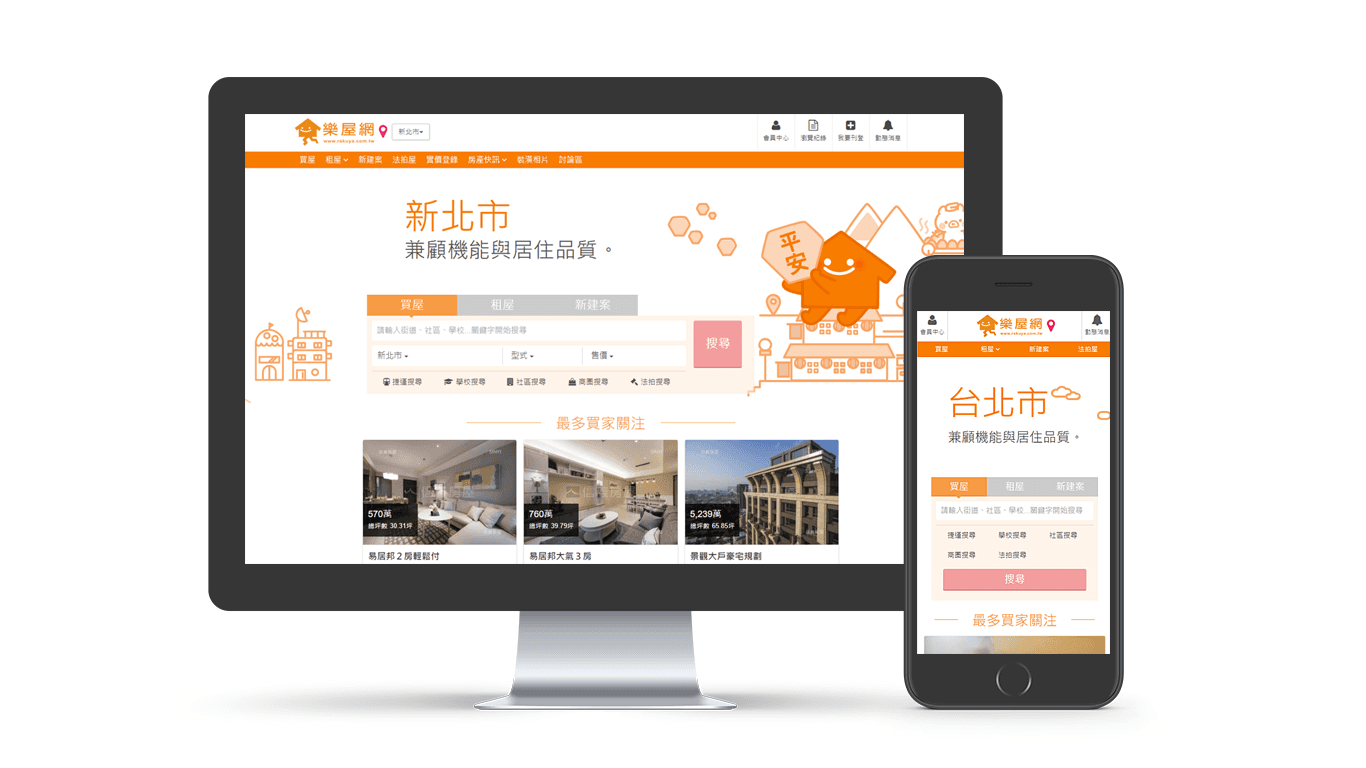 樂屋網
www.rakuya.com.tw
新北市
會員中心 瀏覽紀錄 我要刊登 動態消息
買屋 租屋 新建案 法拍屋 實價登錄 房產快訊 裝潢相片 討論區
新北市
兼顧機能與居住品質。
平安
買屋 租屋 新建案
請輸入街道、社區、學校...關鍵字開始搜尋
搜尋
新北市 型式 售價
捷運搜尋 學校搜尋 社區搜尋 商圈搜尋 法拍搜尋
最多買家關注
570萬
總坪數 30.31坪
易居邦2房輕鬆付
760萬
總坪數 39.79坪
易居邦大氣3房
5,239萬
總坪數 65.85坪
景觀大戶豪宅規劃
會員中心
樂屋網
www.rakuya.com.tw
動態消息
買屋 租屋 新建案 法拍屋
台北市
兼顧機能與居住品質。
買屋 租屋 新建案
請輸入街道、社區、學校...關鍵字開始搜尋
捷運搜尋 學校搜尋 社區搜尋
商圈搜尋 法拍搜尋
搜尋
最多買家關注